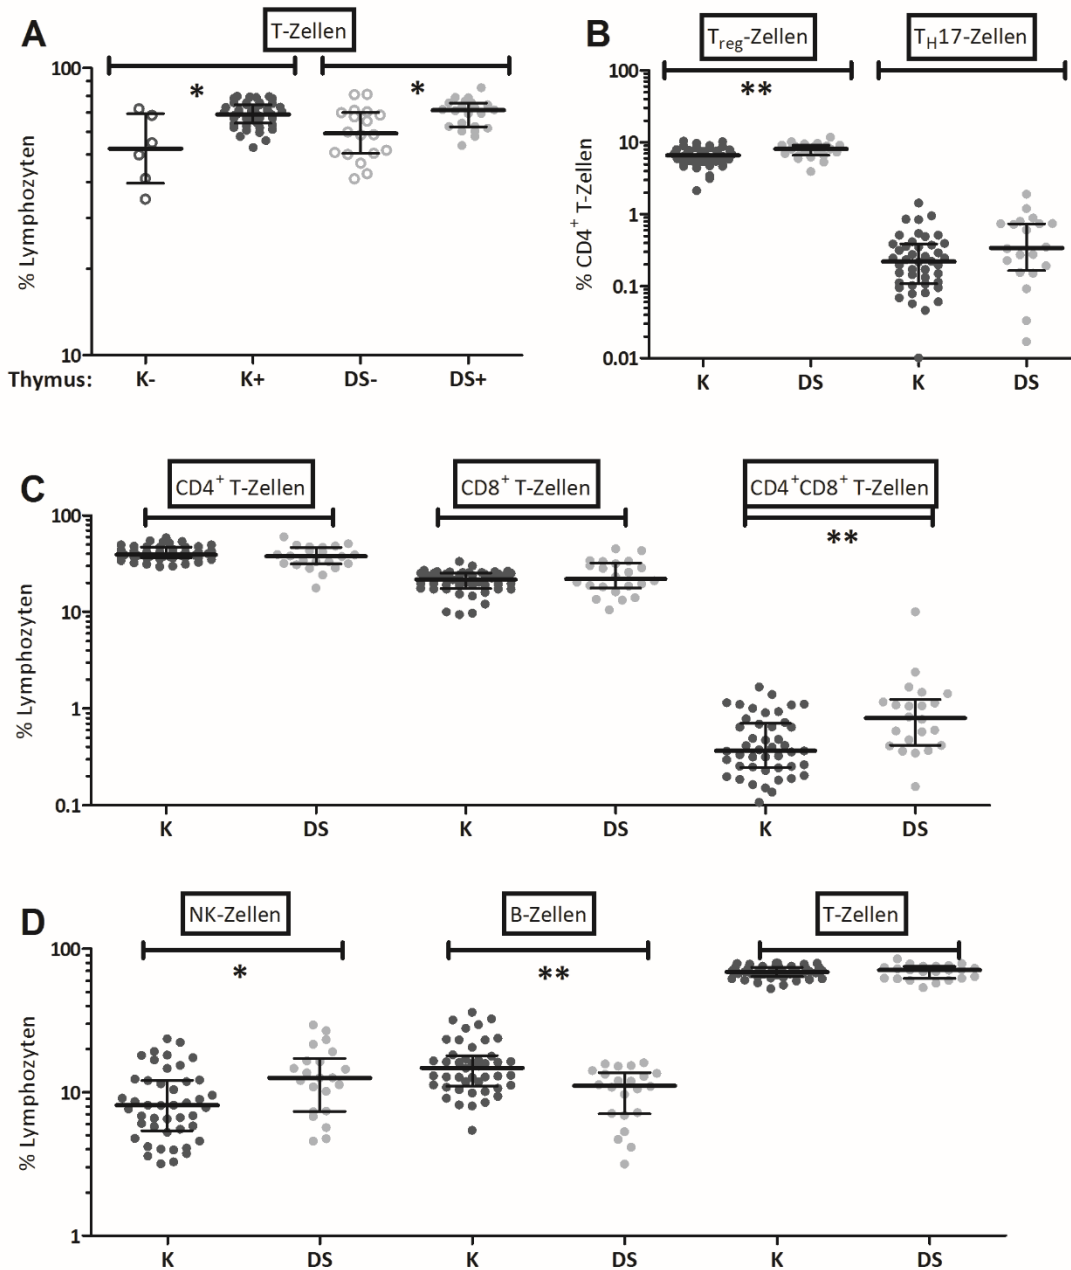 A
T-Zellen
100
*
*
% Lymphozyten
10
Thymus: K- K+ DS- DS+
B
Treg-Zellen
TH17-Zellen
100
**
10
% CD4+ T-Zellen
1
0.1
0.01
K DS K DS
C
CD4+ T-Zellen
CD8+ T-Zellen
CD4+CD8+ T-Zellen
100
**
10
% Lymphozyten
1
0.1
K DS K DS K DS
D
NK-Zellen
B-Zellen
T-Zellen
100
*
**
% Lymphozyten
10
1
K DS K DS K DS